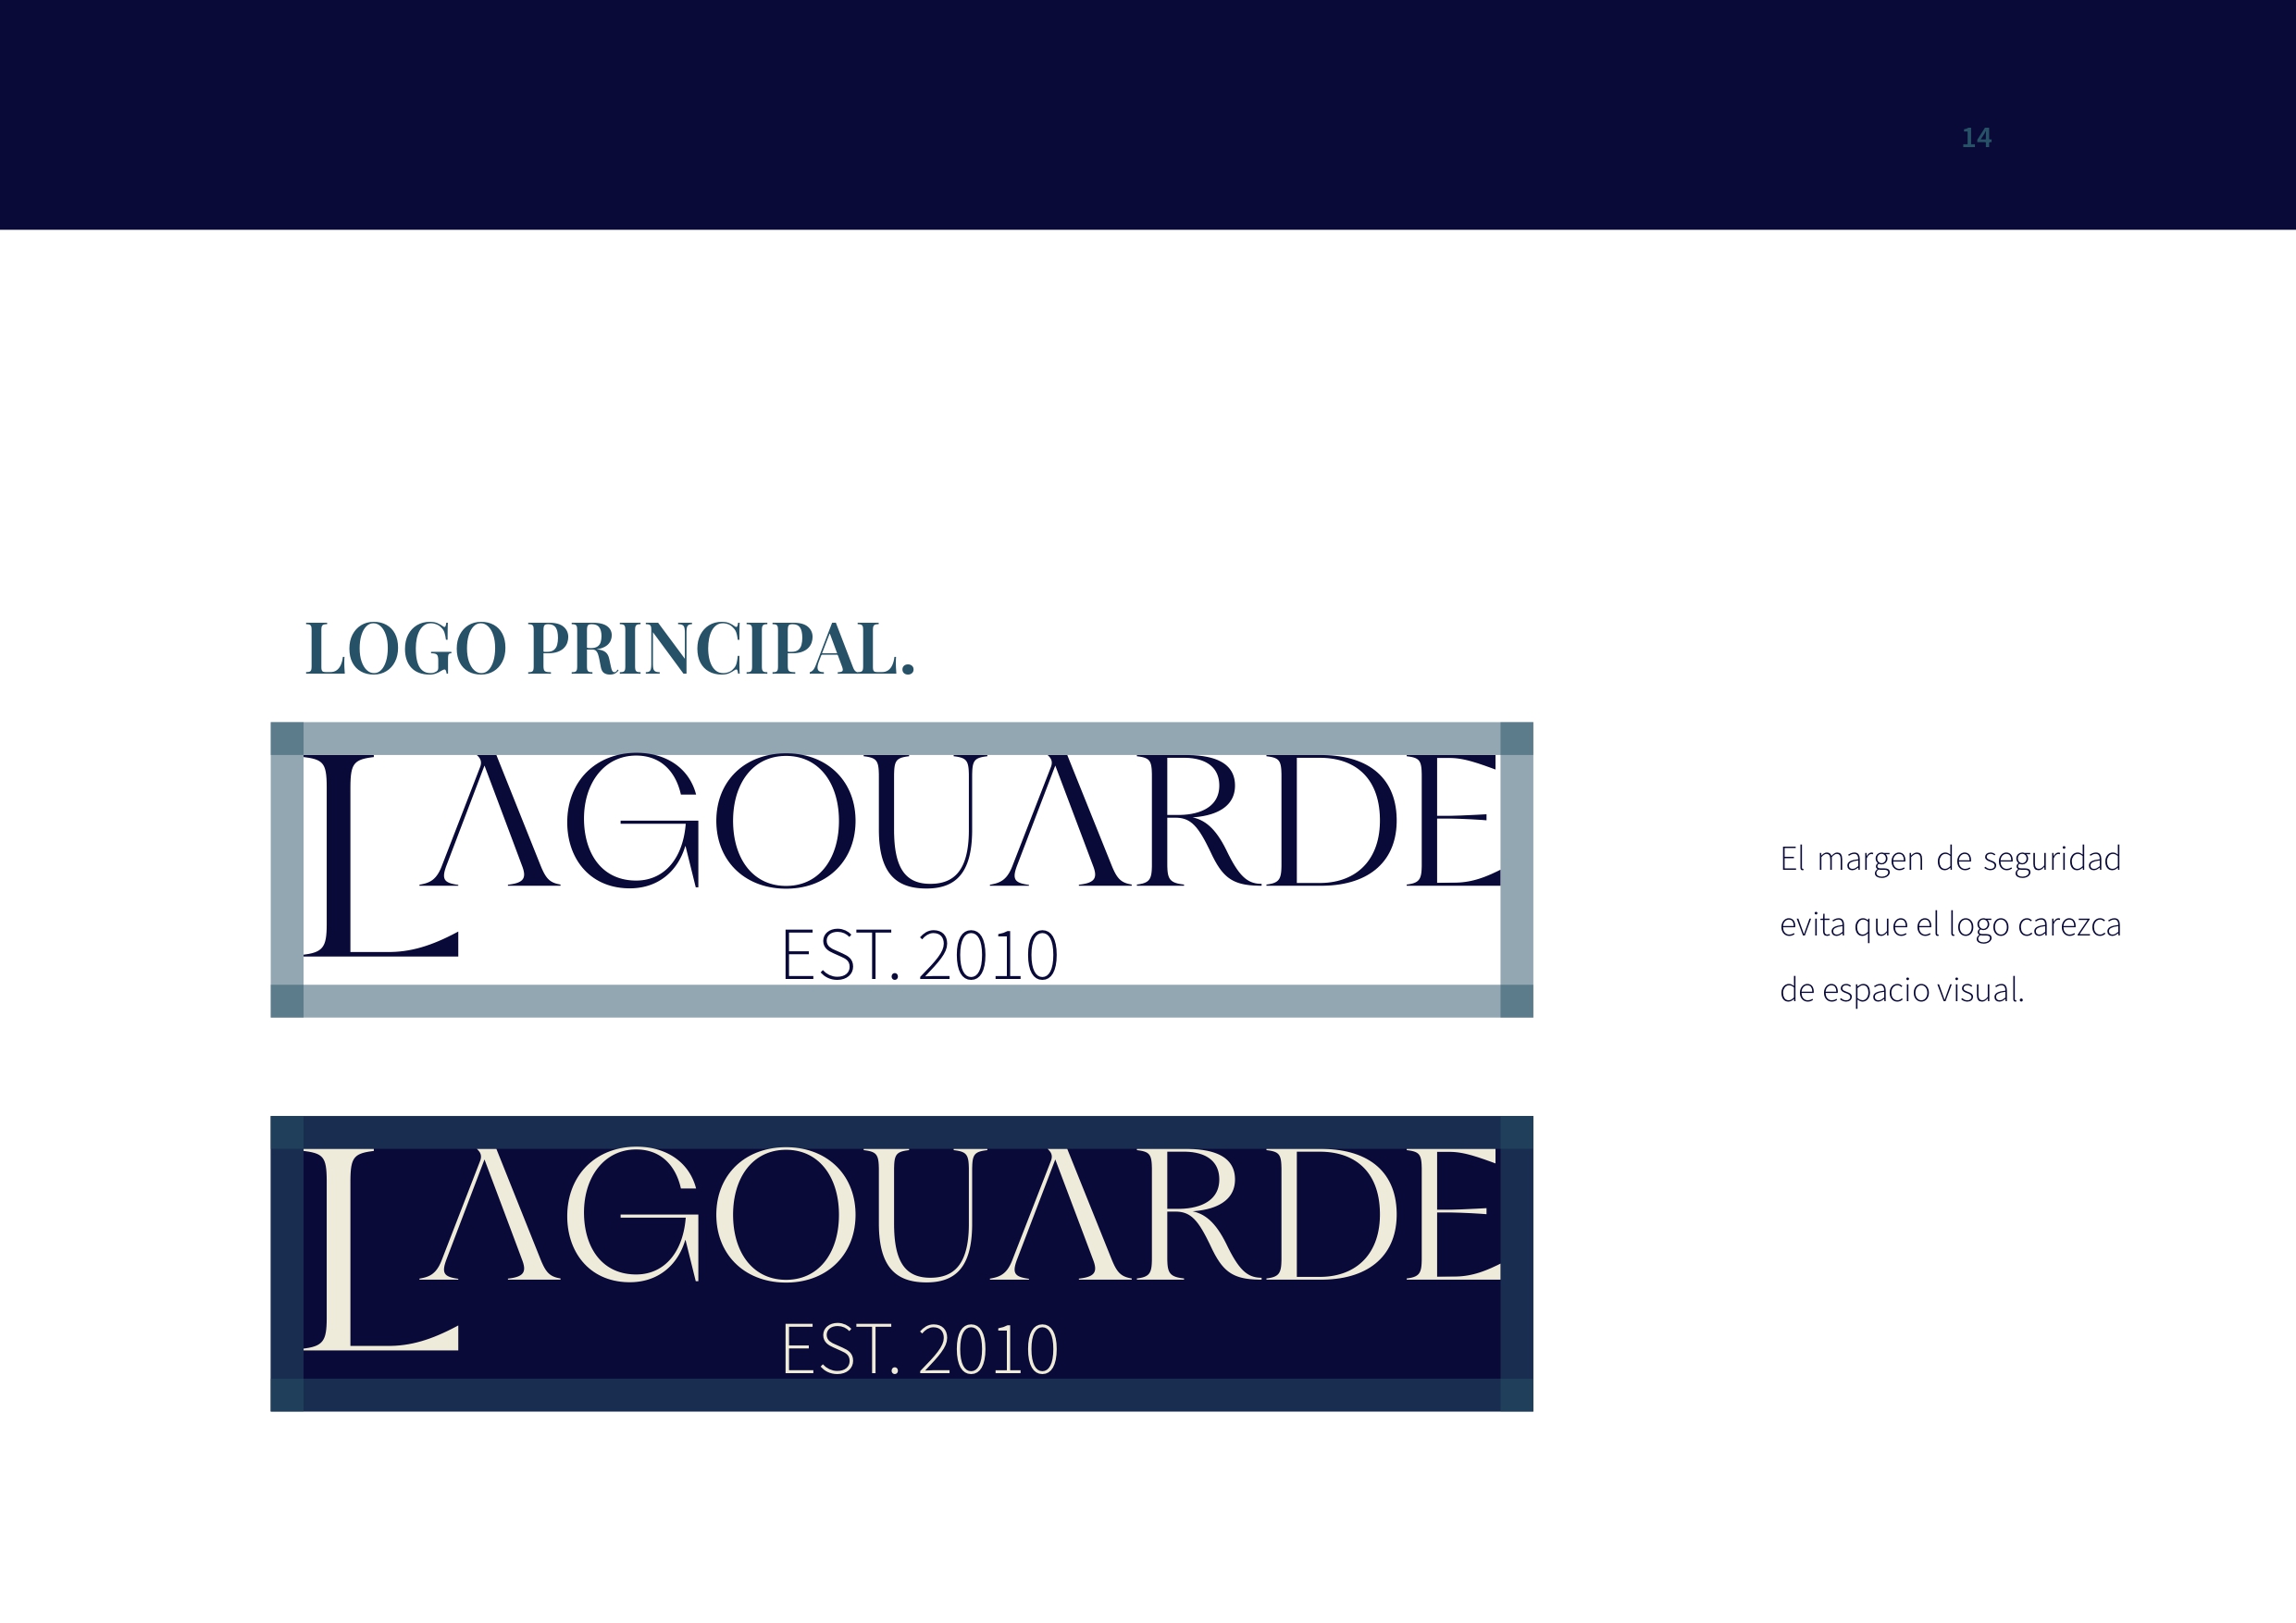 14
LOGO PRINCIPAL.
LAGOUARDE
EST. 2010
El margen de seguridad
evita que el logo carezca
de espacio visual.
LAGOUARDE
EST. 2010